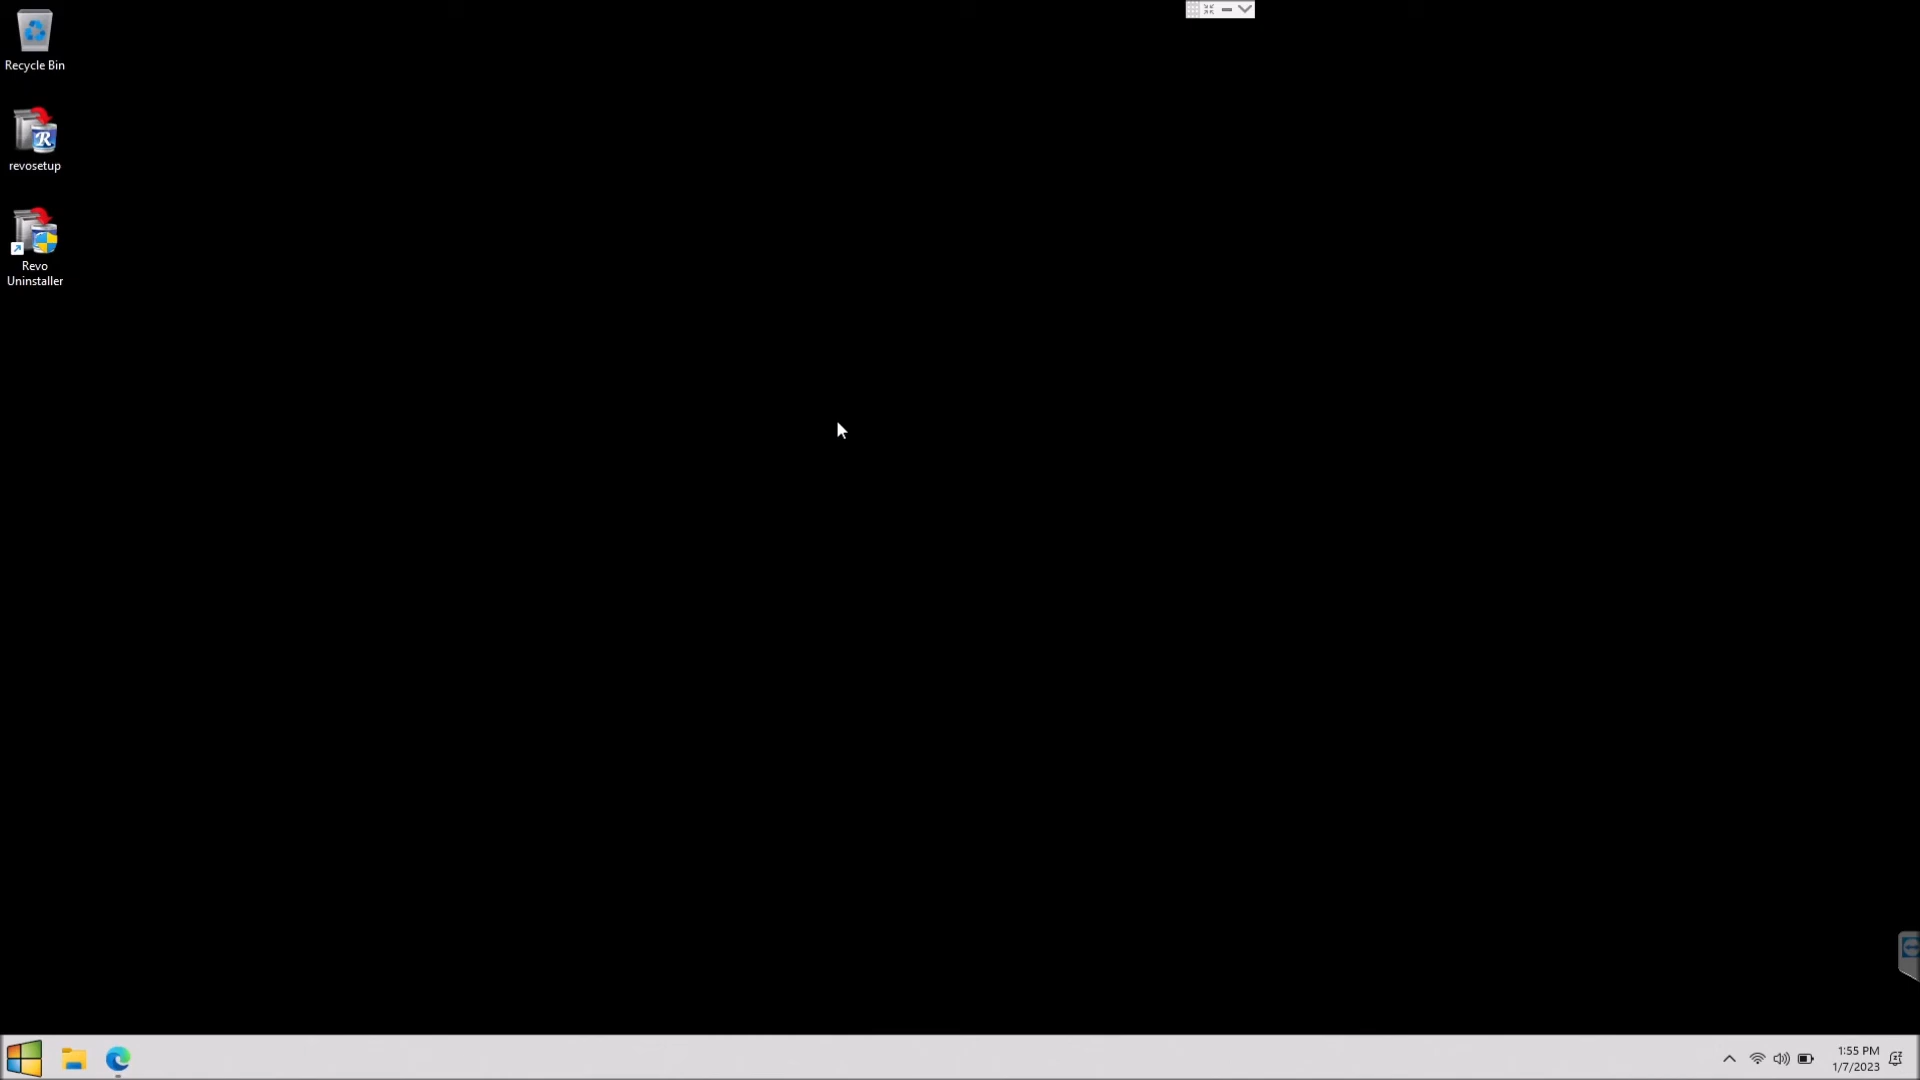 Recycle Bin
revosetup
Revo
Uninstaller
1:55 PM
1/7/2023